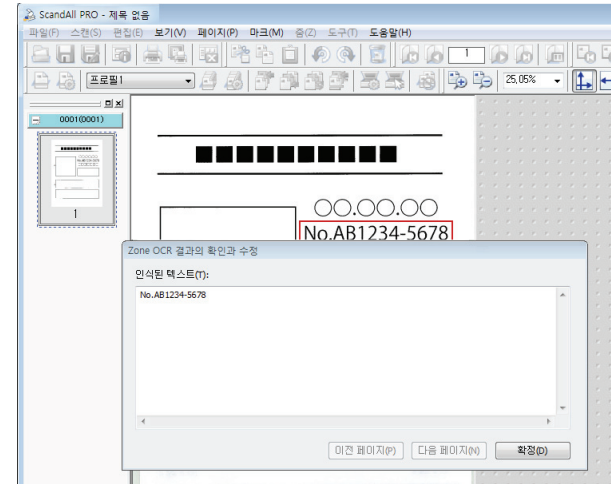 ScandAll PRO - 제목 없음
파일(F) 스캔(S) 편집(E) 보기(V) 페이지(P) 마크(M) 줌(Z) 도구(T) 도움말(H)
1
프로필1 25,05%
0001(0001)
1
■■■■■■■■■■
○○.○○.○○
No.AB1234-5678
Zone OCR 결과의 확인과 수정
인식된 텍스트(T):
No.AB1234-5678
이전 페이지(P) 다음 페이지(N) 확정(D)